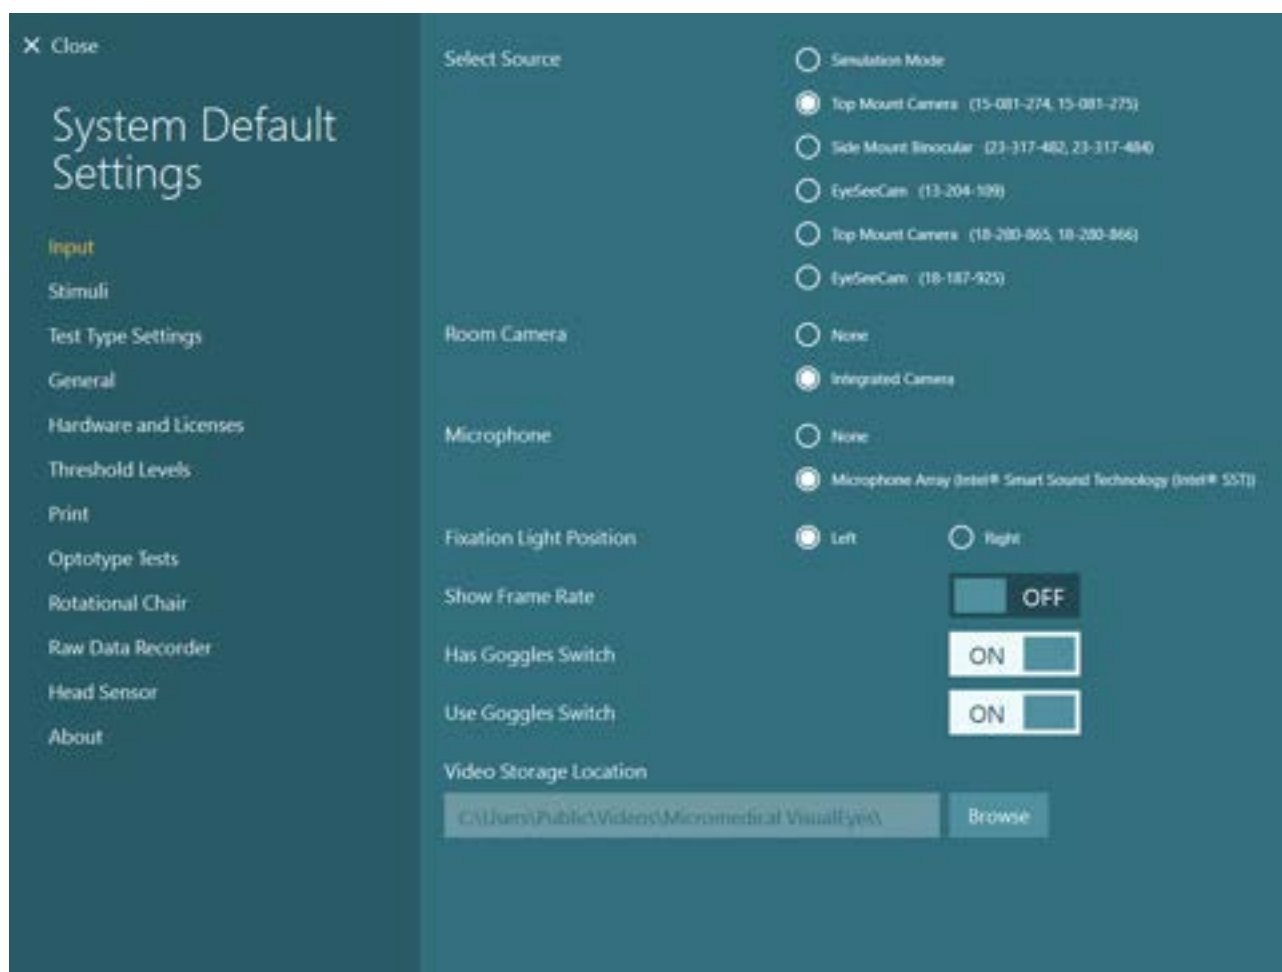 Close
System Default
Settings
Input
Stimuli
Test Type Settings
General
Hardware and Licenses
Threshold Levels
Print
Optotype Tests
Rotational Chair
Raw Data Recorder
Head Sensor
About
Select Source
Simulation Mode
Top Mount Camera (15-081-274, 15-081-275)
Side Mount Binocular (23-317-482, 23-317-484)
EyeSeeCam (13-204-109)
Top Mount Camera (18-280-865, 18-280-866)
EyeSeeCam (18-187-925)
Room Camera
None
Integrated Camera
Microphone
None
Microphone Array (Intel® Smart Sound Technology (Intel® SST))
Fixation Light Position
Left Right
Show Frame Rate OFF
Has Goggles Switch ON
Use Goggles Switch ON
Video Storage Location
C:\Users\Public\Videos\Micromedical VisualEyes\ Browse